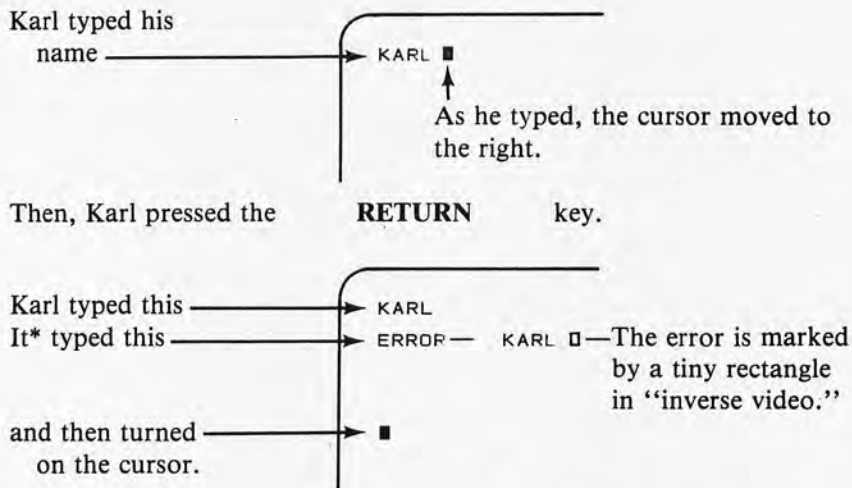 Karl typed his
name KARL
As he typed, the cursor moved to
the right.
Then, Karl pressed the RETURN key.
Karl typed this KARL
It* typed this ERROR— KARL —The error is marked
by a tiny rectangle
in “inverse video.”
and then turned
on the cursor.